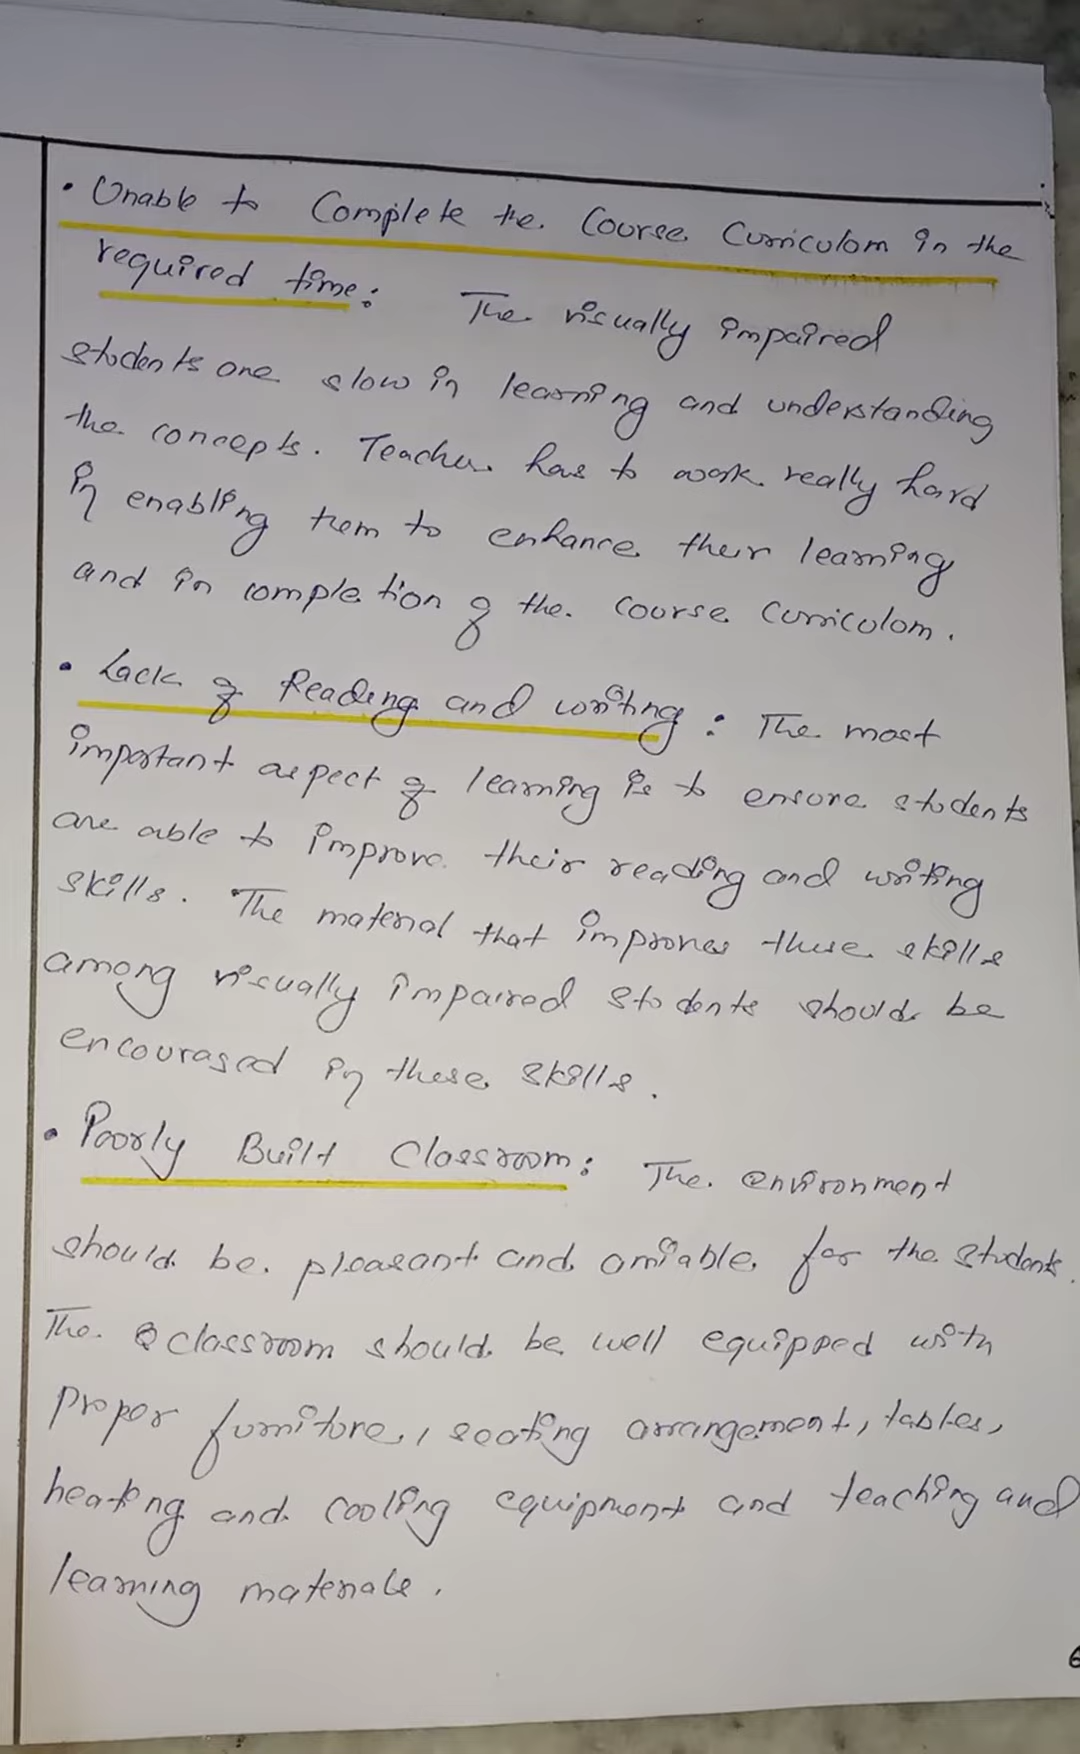 • Unable to Complete the Course Curriculum in the
required time: The visually impaired
students are slow in learning and understanding
the concepts. Teacher has to work really hard
in enabling them to enhance their learning
and in completion of the Course Curriculum.
• Lack of Reading and writing: The most
important aspect of learning is to ensure students
are able to improve their reading and writing
skills. The material that improves these skills
among visually impaired students should be
encouraged in these skills.
• Poorly Built Classroom: The environment
should be pleasant and amiable for the students.
The classroom should be well equipped with
proper furniture, seating arrangement, tables,
heating and cooling equipment and teaching and
learning materials.
6